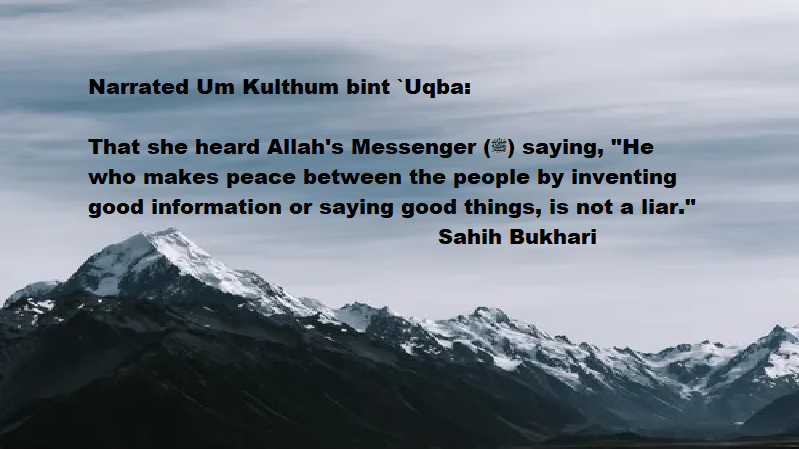 Narrated Um Kulthum bint `Uqba:
That she heard Allah's Messenger (ﷺ) saying, "He
who makes peace between the people by inventing
good information or saying good things, is not a liar."
Sahih Bukhari